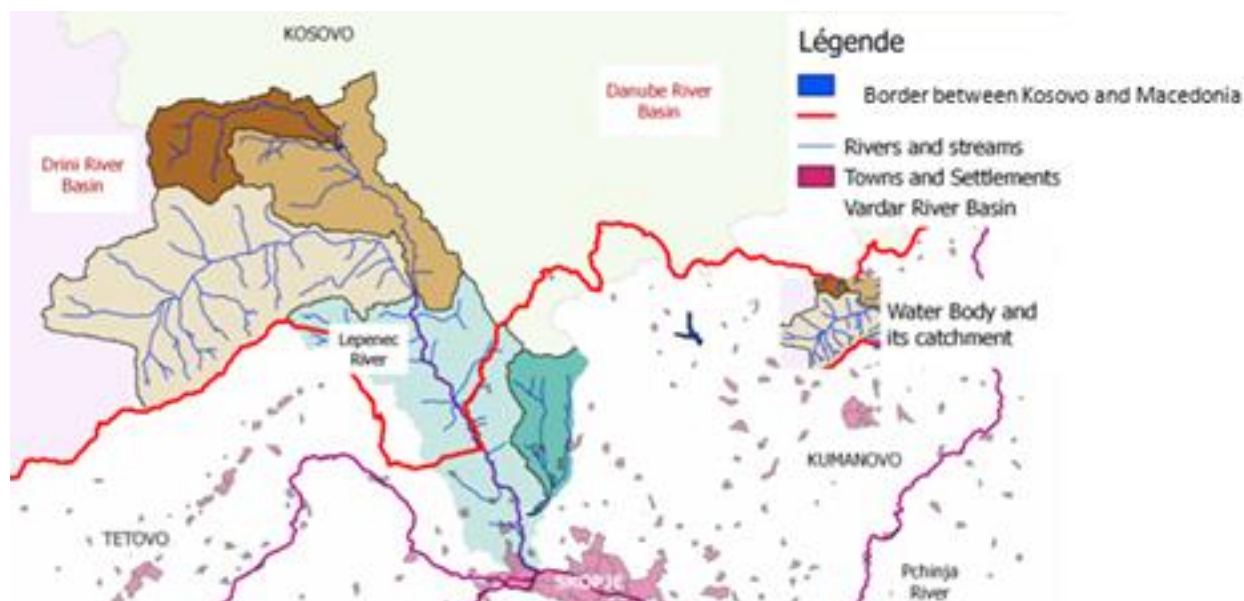 KOSOVO
Danube River
Basin
Drini River
Basin
Lepenec
River
TETOVO
SKOPJE
KUMANOVO
Pchinja
River
Légende
Border between Kosovo and Macedonia
Rivers and streams
Towns and Settlements
Vardar River Basin
Water Body and
its catchment